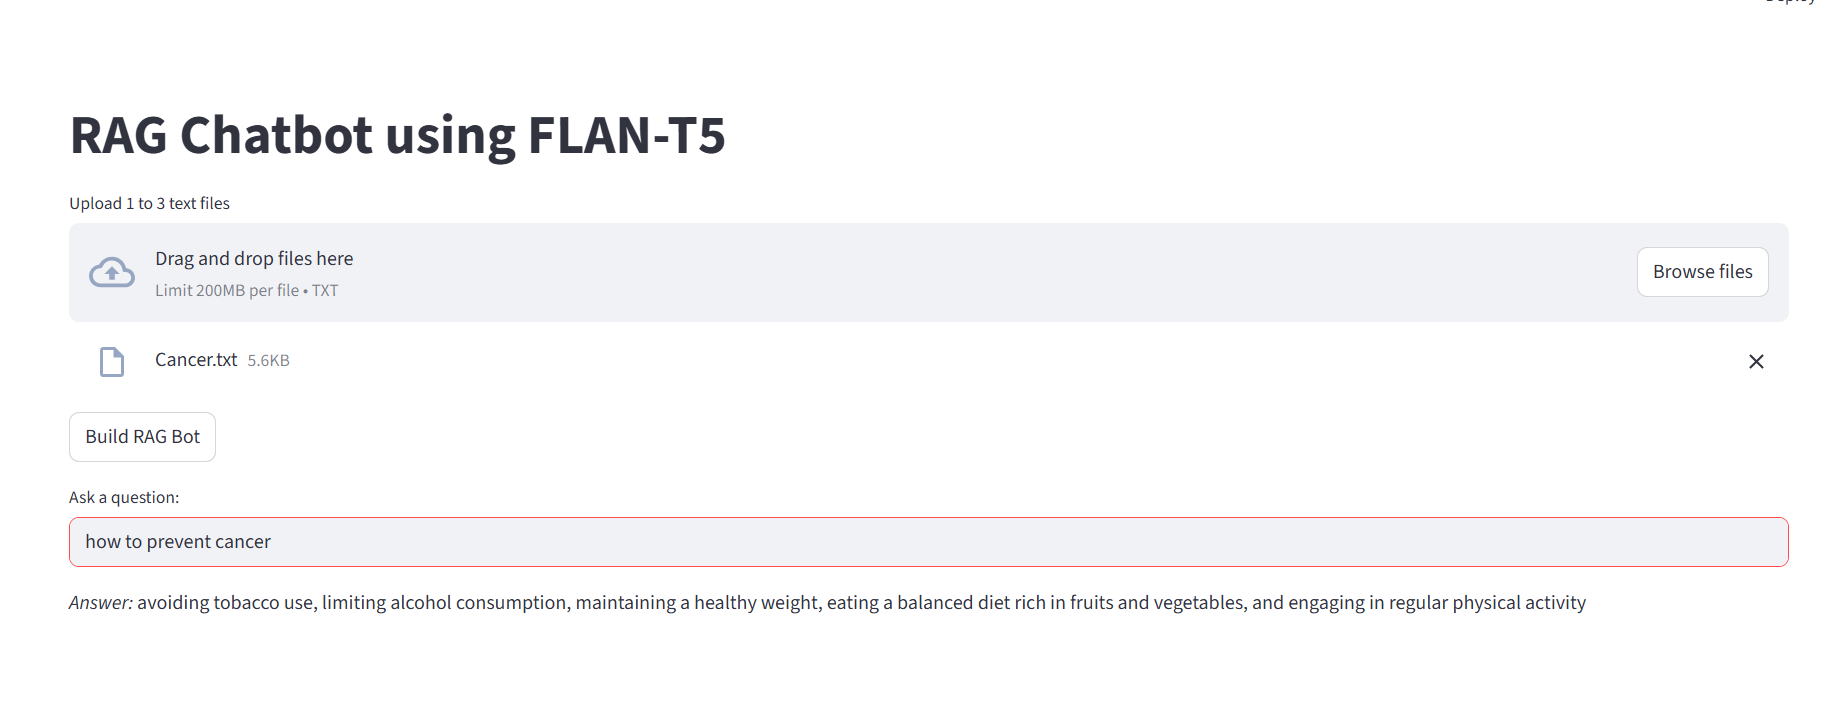 RAG Chatbot using FLAN-T5
Upload 1 to 3 text files
Drag and drop files here
Limit 200MB per file • TXT
Browse files
Cancer.txt 5.6KB
Build RAG Bot
Ask a question:
how to prevent cancer
Answer: avoiding tobacco use, limiting alcohol consumption, maintaining a healthy weight, eating a balanced diet rich in fruits and vegetables, and engaging in regular physical activity